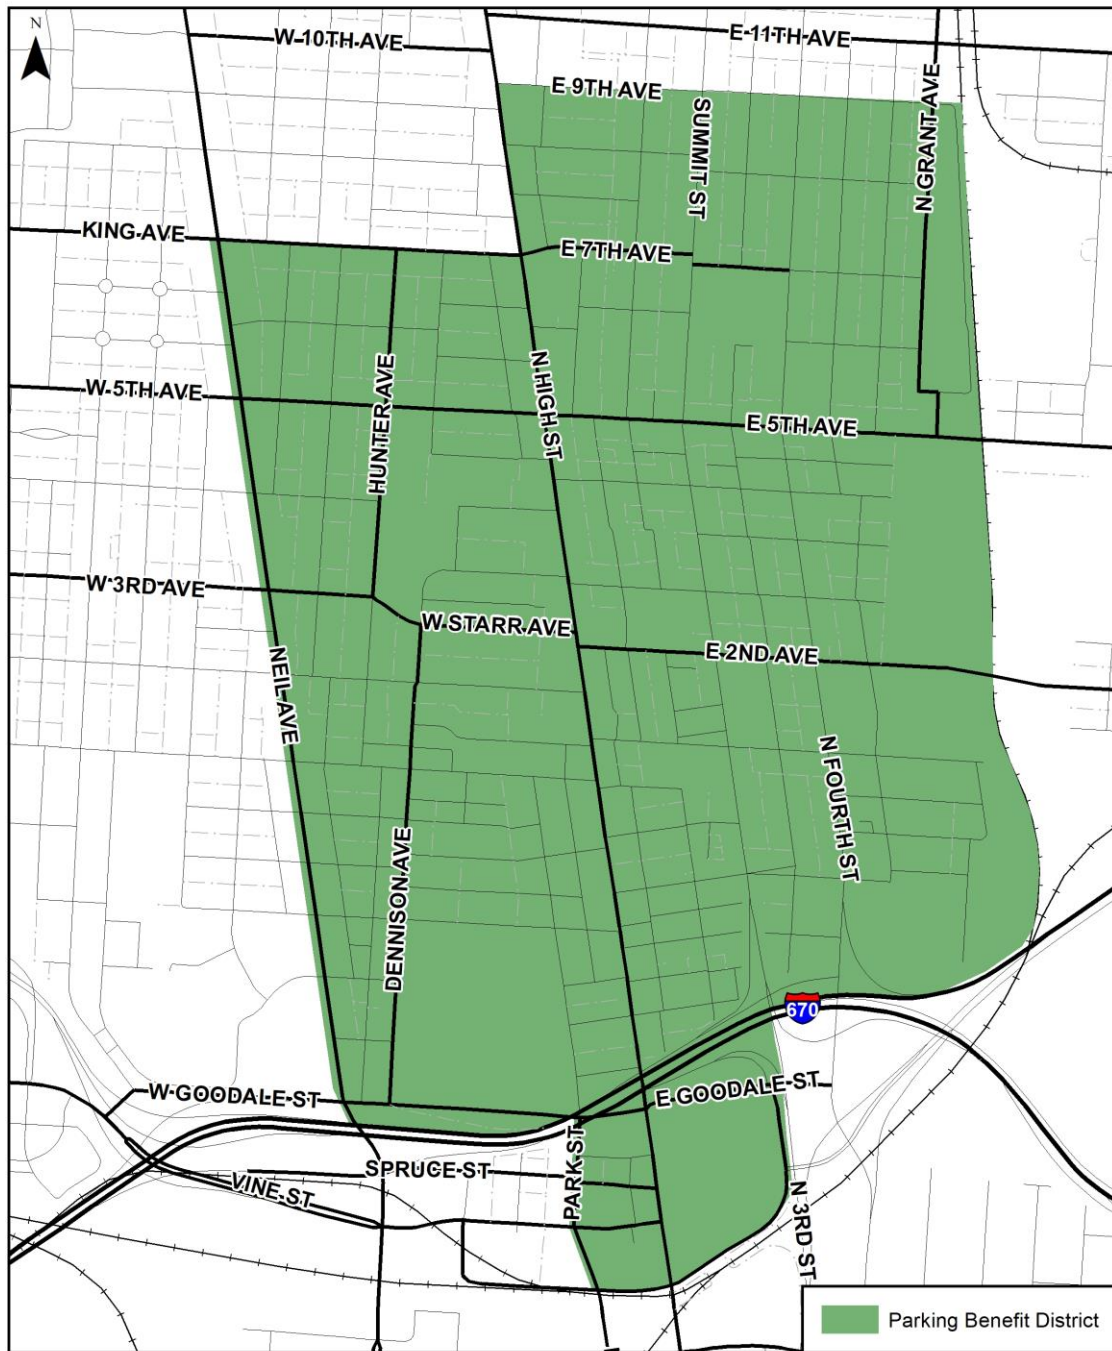 N
W 10TH AVE
E 11TH AVE
E 9TH AVE
N GRANT AVE
SUMMIT ST
KING AVE
E 7TH AVE
W 5TH AVE
HUNTER AVE
N HIGH ST
E 5TH AVE
W 3RD AVE
W STARR AVE
E 2ND AVE
NEIL AVE
N FOURTH ST
DENNISON AVE
670
W GOODALE ST
E GOODALE ST
SPRUCE ST
PARK ST
VINE ST
N 3RD ST
Parking Benefit District